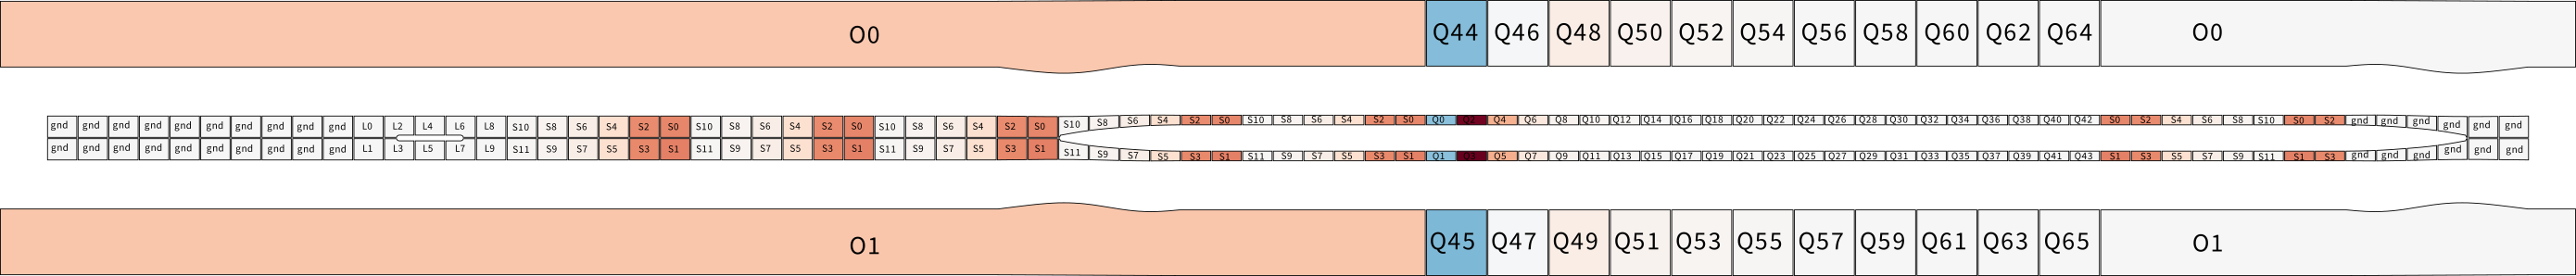 O0 Q44 Q46 Q48 Q50 Q52 Q54 Q56 Q58 Q60 Q62 Q64 O0
gnd gnd gnd gnd gnd gnd gnd gnd gnd gnd L0 L2 L4 L6 L8 S10 S8 S6 S4 S2 S0 S10 S8 S6 S4 S2 S0 S10 S8 S6 S4 S2 S0 S10 S8 S6 S4 S2 S0 S10 S8 S6 S4 S2 S0 Q0 Q2 Q4 Q6 Q8 Q10 Q12 Q14 Q16 Q18 Q20 Q22 Q24 Q26 Q28 Q30 Q32 Q34 Q36 Q38 Q40 Q42 S0 S2 S4 S6 S8 S10 S0 S2 gnd gnd gnd gnd gnd gnd
gnd gnd gnd gnd gnd gnd gnd gnd gnd gnd L1 L3 L5 L7 L9 S11 S9 S7 S5 S3 S1 S11 S9 S7 S5 S3 S1 S11 S9 S7 S5 S3 S1 S11 S9 S7 S5 S3 S1 S11 S9 S7 S5 S3 S1 Q1 Q3 Q5 Q7 Q9 Q11 Q13 Q15 Q17 Q19 Q21 Q23 Q25 Q27 Q29 Q31 Q33 Q35 Q37 Q39 Q41 Q43 S1 S3 S5 S7 S9 S11 S1 S3 gnd gnd gnd gnd gnd gnd
O1 Q45 Q47 Q49 Q51 Q53 Q55 Q57 Q59 Q61 Q63 Q65 O1